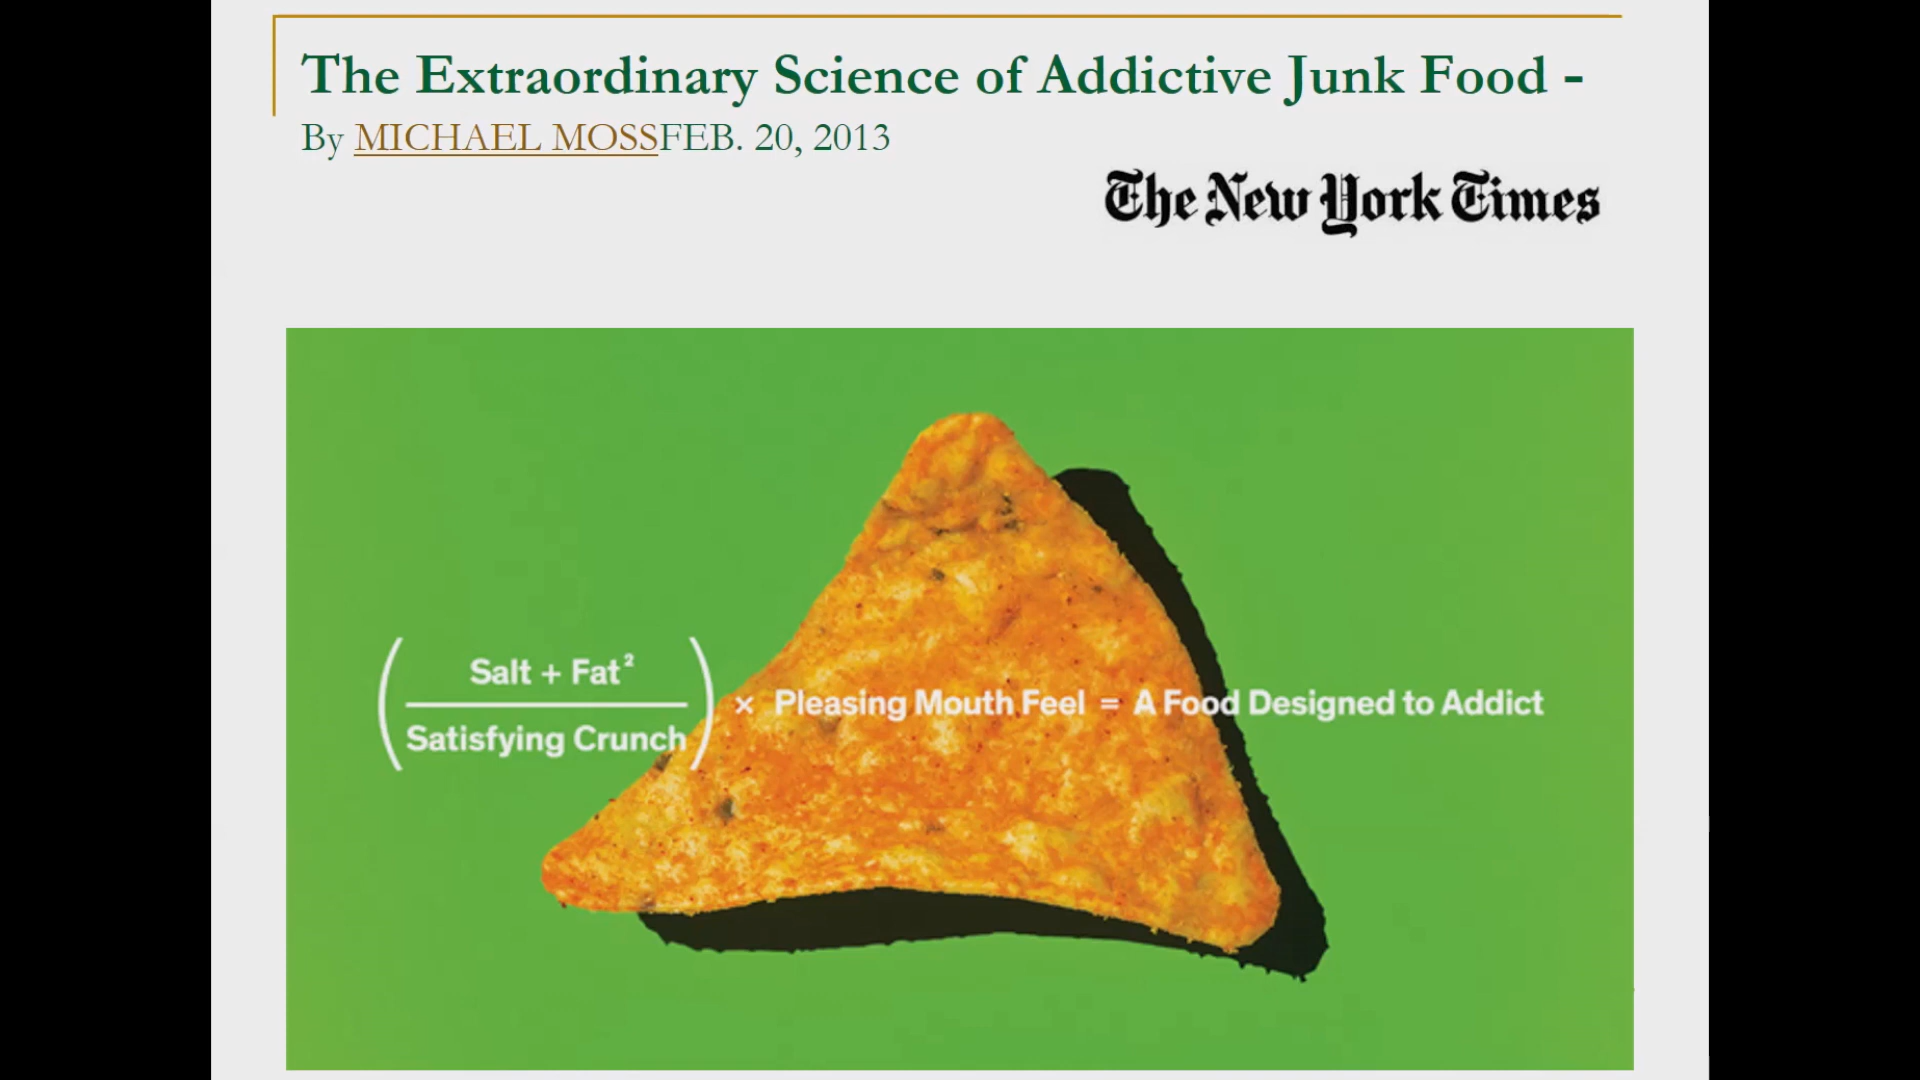 The Extraordinary Science of Addictive Junk Food -
By MICHAEL MOSSFEB. 20, 2013
The New York Times
( Salt + Fat² / Satisfying Crunch ) × Pleasing Mouth Feel = A Food Designed to Addict